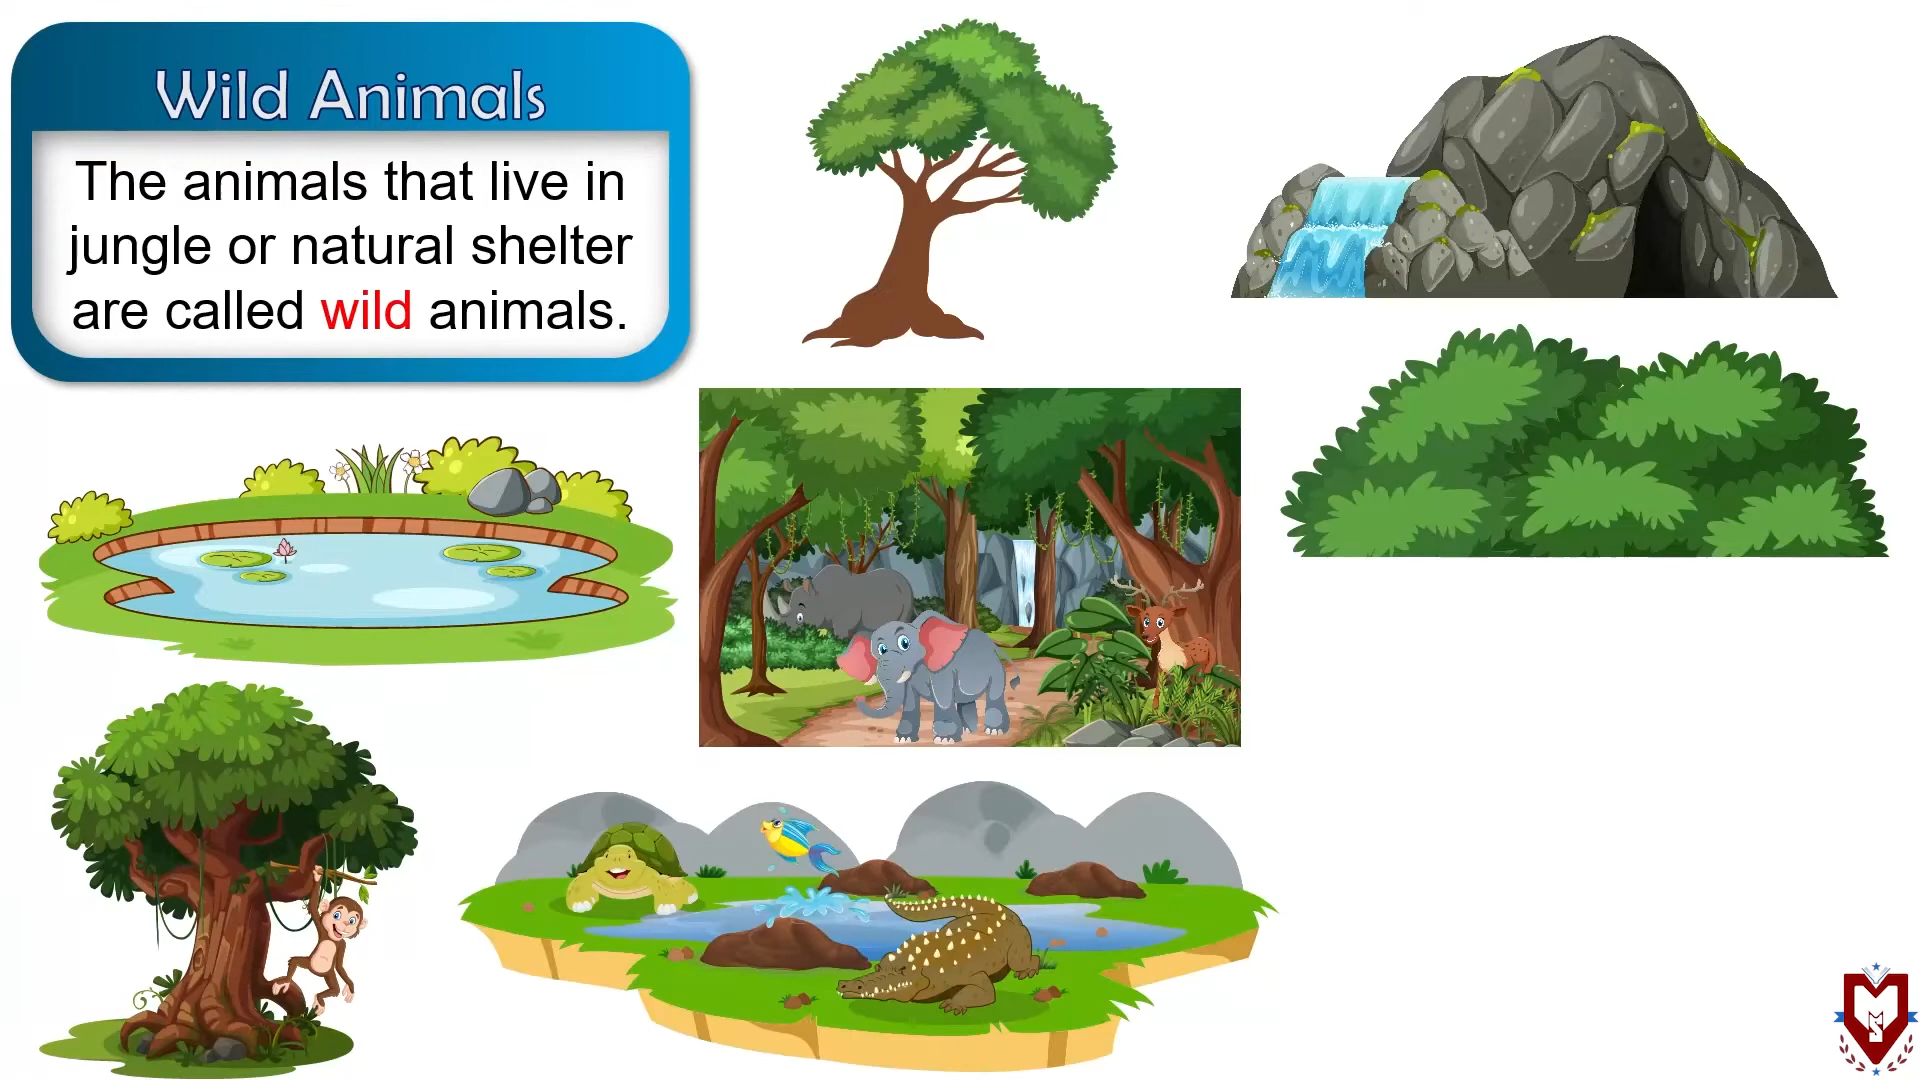 Wild Animals
The animals that live in
jungle or natural shelter
are called wild animals.